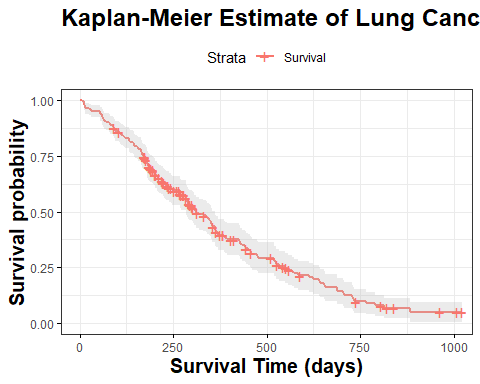 Kaplan-Meier Estimate of Lung Canc
Strata Survival
Survival probability
1.00
0.75
0.50
0.25
0.00
0 250 500 750 1000
Survival Time (days)